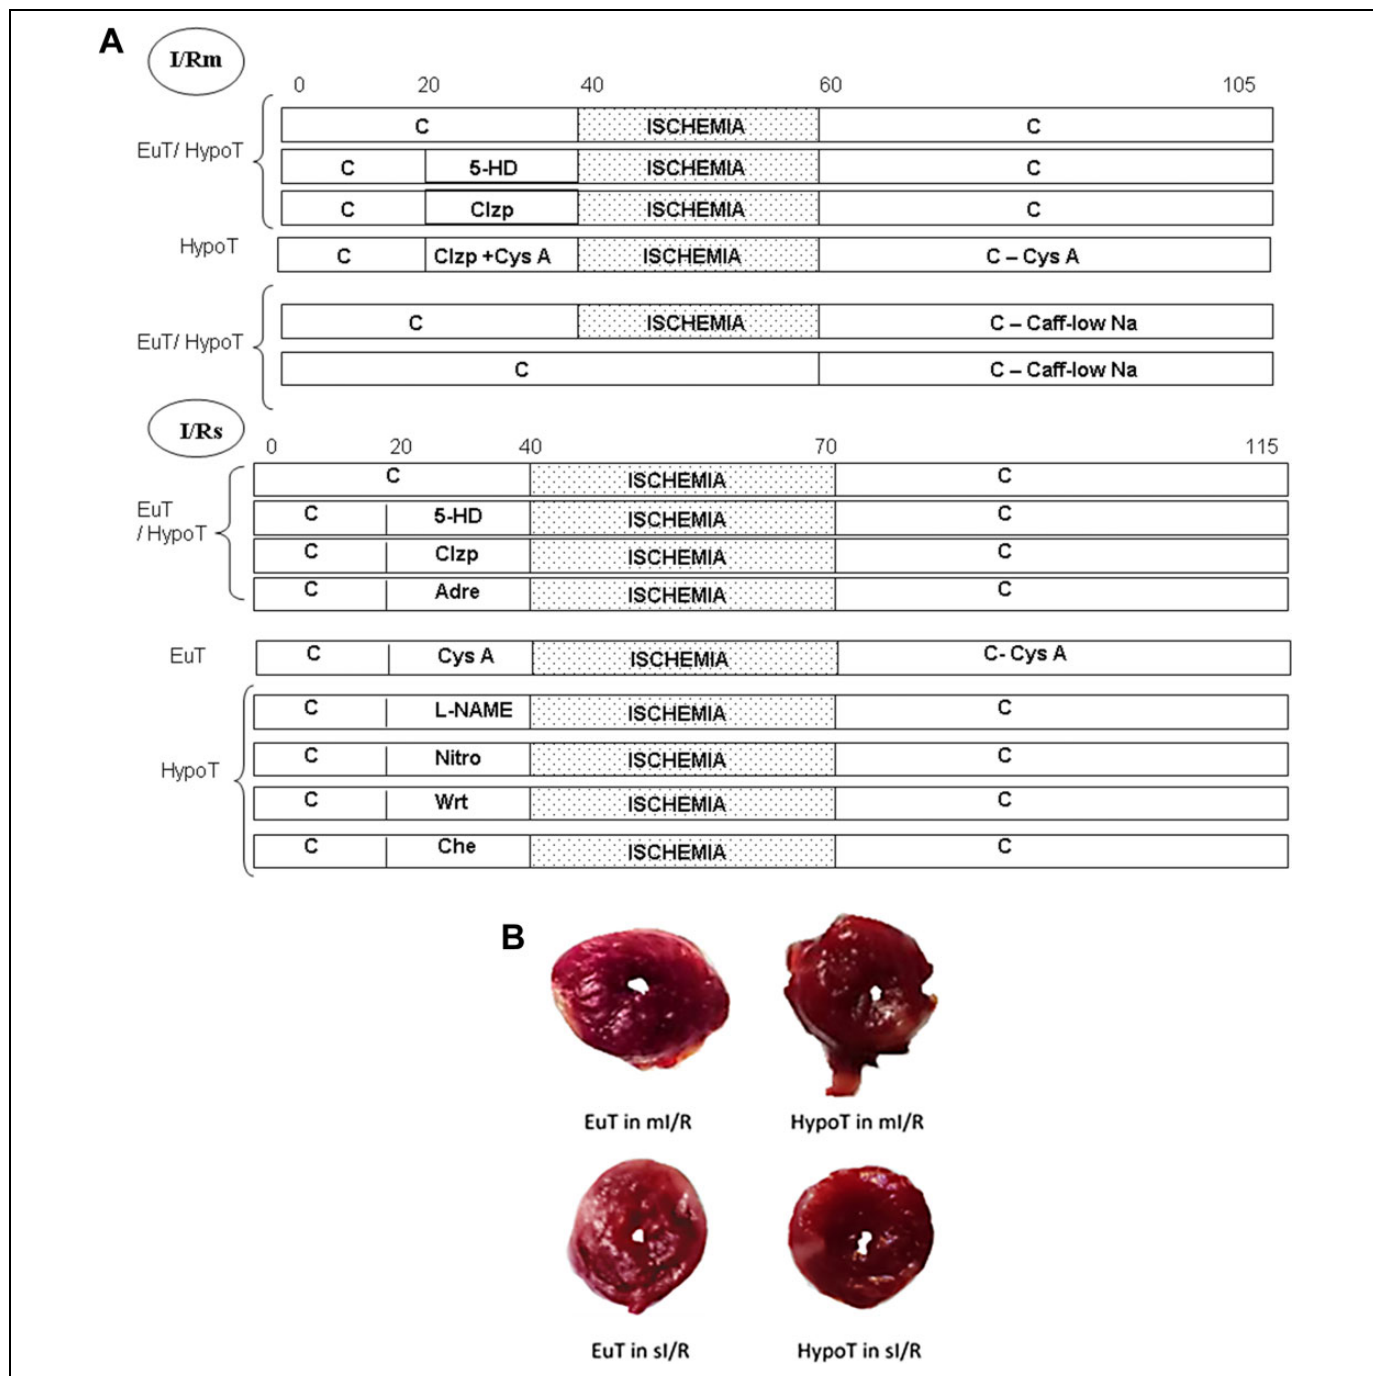 A
I/Rm
0 20 40 60 105
EuT/ HypoT
C ISCHEMIA C
C 5-HD ISCHEMIA C
C Clzp ISCHEMIA C
HypoT
C Clzp +Cys A ISCHEMIA C – Cys A
EuT/ HypoT
C ISCHEMIA C – Caff-low Na
C C – Caff-low Na
I/Rs
0 20 40 70 115
EuT
/ HypoT
C ISCHEMIA C
C 5-HD ISCHEMIA C
C Clzp ISCHEMIA C
C Adre ISCHEMIA C
EuT
C Cys A ISCHEMIA C- Cys A
HypoT
C L-NAME ISCHEMIA C
C Nitro ISCHEMIA C
C Wrt ISCHEMIA C
C Che ISCHEMIA C
B
EuT in mI/R HypoT in mI/R
EuT in sI/R HypoT in sI/R